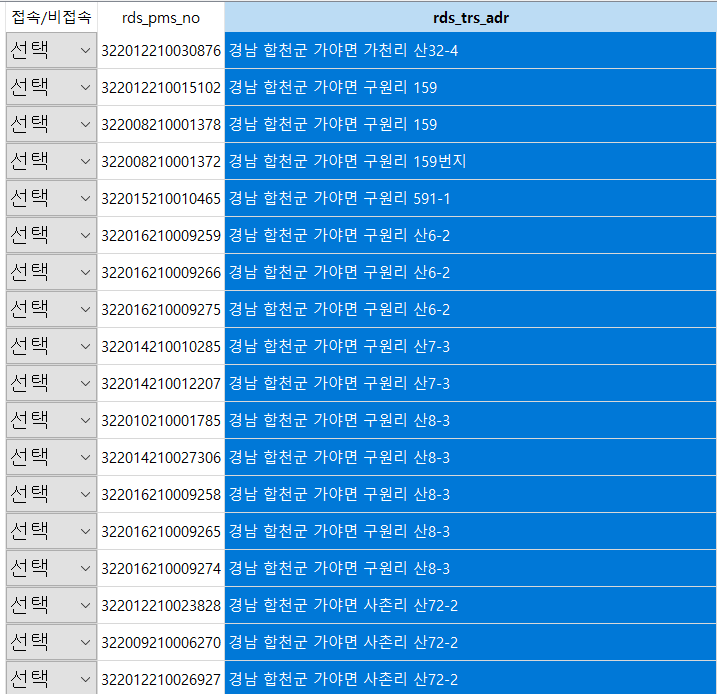 접속/비접속 rds_pms_no rds_trs_adr
선택 322012210030876 경남 합천군 가야면 가천리 산32-4
선택 322012210015102 경남 합천군 가야면 구원리 159
선택 322008210001378 경남 합천군 가야면 구원리 159
선택 322008210001372 경남 합천군 가야면 구원리 159번지
선택 322015210010465 경남 합천군 가야면 구원리 591-1
선택 322016210009259 경남 합천군 가야면 구원리 산6-2
선택 322016210009266 경남 합천군 가야면 구원리 산6-2
선택 322016210009275 경남 합천군 가야면 구원리 산6-2
선택 322014210010285 경남 합천군 가야면 구원리 산7-3
선택 322014210012207 경남 합천군 가야면 구원리 산7-3
선택 322010210001785 경남 합천군 가야면 구원리 산8-3
선택 322014210027306 경남 합천군 가야면 구원리 산8-3
선택 322016210009258 경남 합천군 가야면 구원리 산8-3
선택 322016210009265 경남 합천군 가야면 구원리 산8-3
선택 322016210009274 경남 합천군 가야면 구원리 산8-3
선택 322012210023828 경남 합천군 가야면 사촌리 산72-2
선택 322009210006270 경남 합천군 가야면 사촌리 산72-2
선택 322012210026927 경남 합천군 가야면 사촌리 산72-2